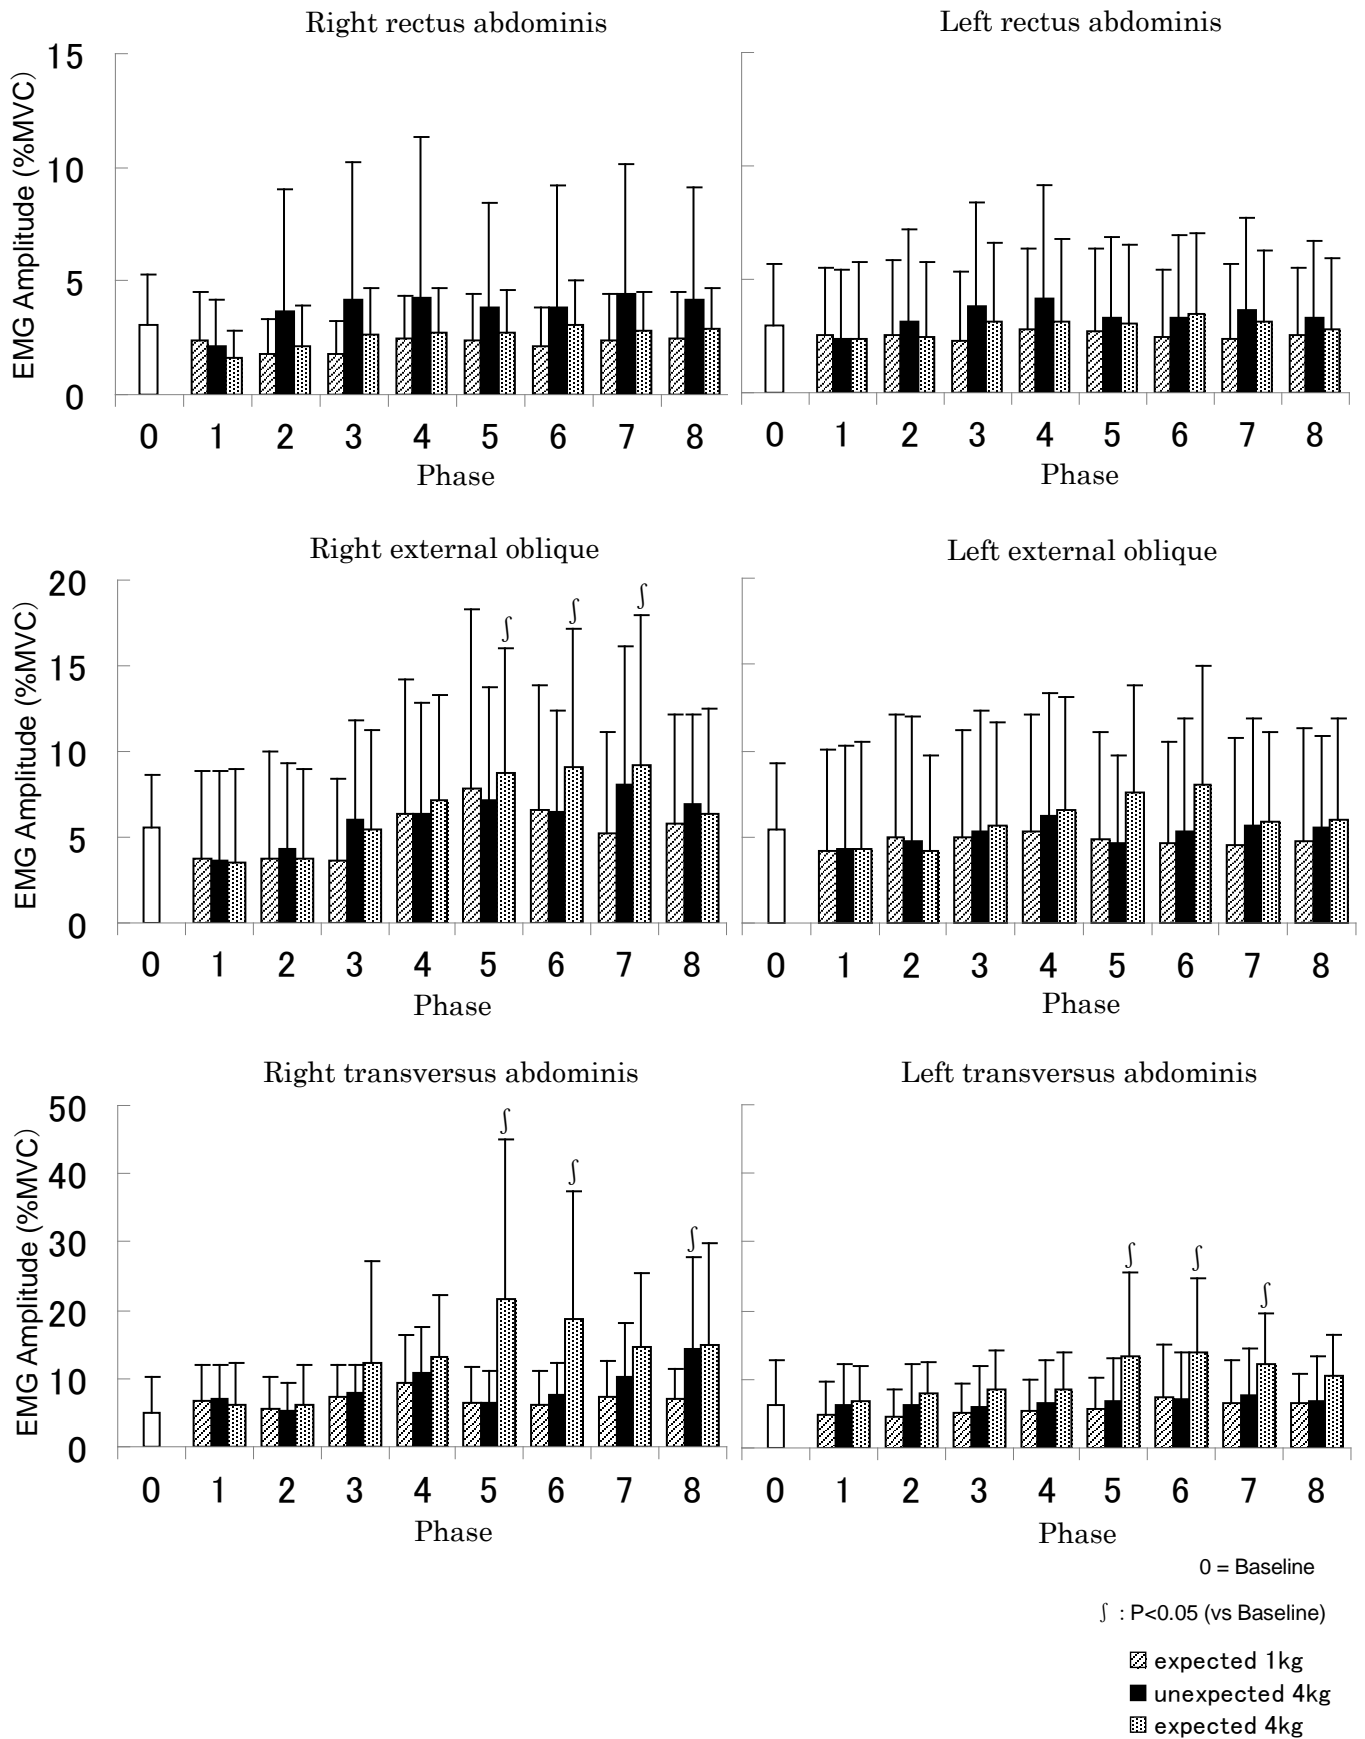 Right rectus abdominis
Left rectus abdominis
EMG Amplitude (%MVC)
15
10
5
0
0 1 2 3 4 5 6 7 8
Phase
0 1 2 3 4 5 6 7 8
Phase
Right external oblique
Left external oblique
EMG Amplitude (%MVC)
20
15
10
5
0
∫ ∫ ∫
0 1 2 3 4 5 6 7 8
Phase
0 1 2 3 4 5 6 7 8
Phase
Right transversus abdominis
Left transversus abdominis
EMG Amplitude (%MVC)
50
40
30
20
10
0
∫ ∫ ∫
∫ ∫ ∫
0 1 2 3 4 5 6 7 8
Phase
0 1 2 3 4 5 6 7 8
Phase
0 = Baseline
∫ : P<0.05 (vs Baseline)
expected 1kg
unexpected 4kg
expected 4kg